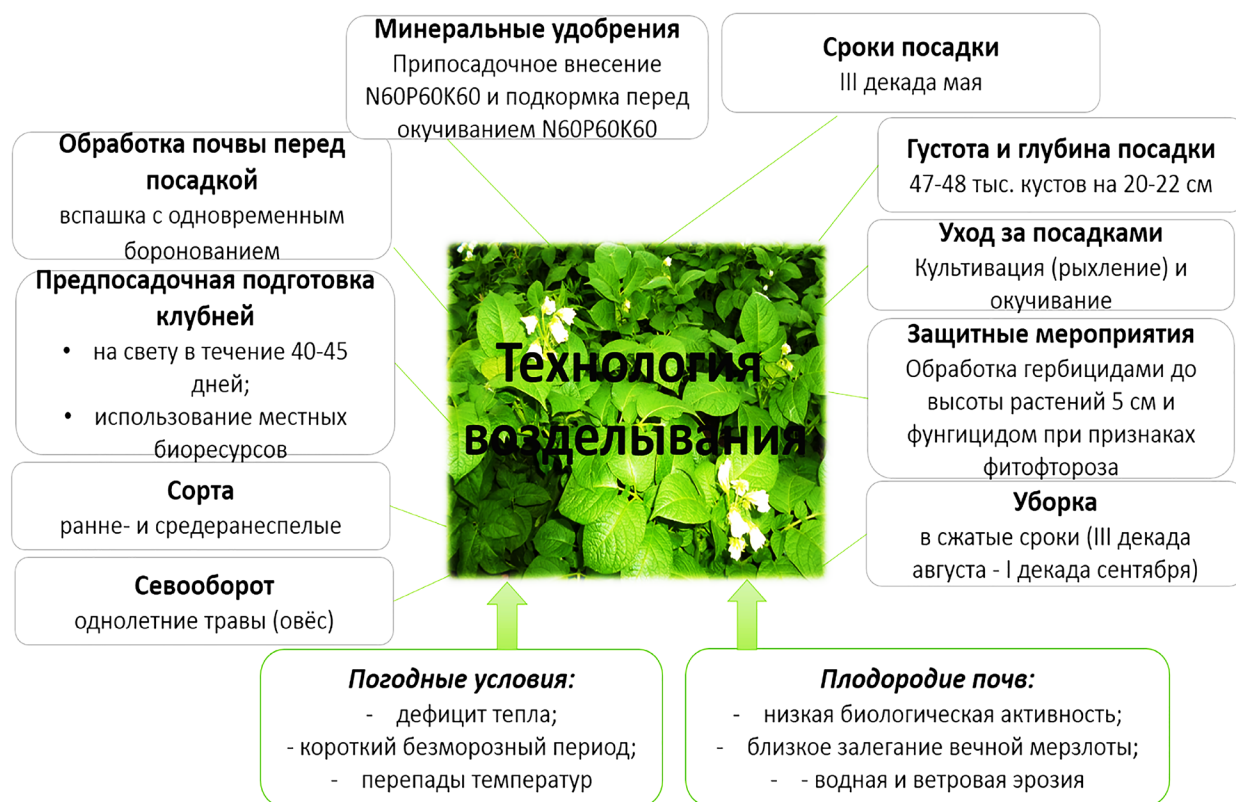 Минеральные удобрения
Припосадочное внесение
N60P60K60 и подкормка перед
окучиванием N60P60K60
Сроки посадки
III декада мая
Обработка почвы перед
посадкой
вспашка с одновременным
боронованием
Густота и глубина посадки
47-48 тыс. кустов на 20-22 см
Предпосадочная подготовка
клубней
• на свету в течение 40-45
дней;
• использование местных
биоресурсов
Уход за посадками
Культивация (рыхление) и
окучивание
Технология
возделывания
Защитные мероприятия
Обработка гербицидами до
высоты растений 5 см и
фунгицидом при признаках
фитофтороза
Сорта
ранне- и средеранеспелые
Уборка
в сжатые сроки (III декада
августа - I декада сентября)
Севооборот
однолетние травы (овёс)
Погодные условия:
- дефицит тепла;
- короткий безморозный период;
- перепады температур
Плодородие почв:
- низкая биологическая активность;
- близкое залегание вечной мерзлоты;
- - водная и ветровая эрозия